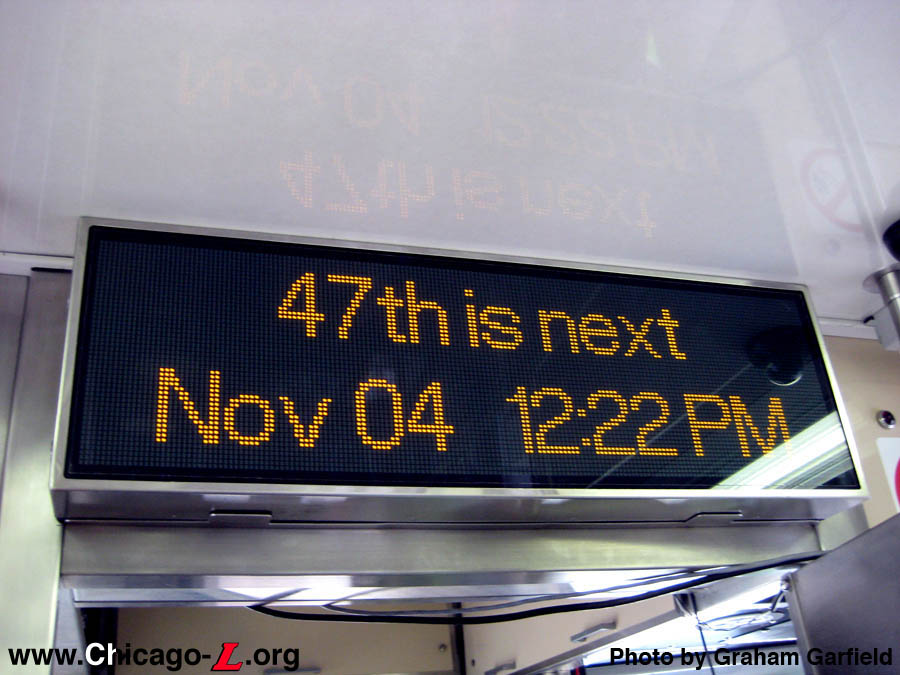 47th is next
Nov 04 12:22 PM
www.Chicago-L.org
Photo by Graham Garfield